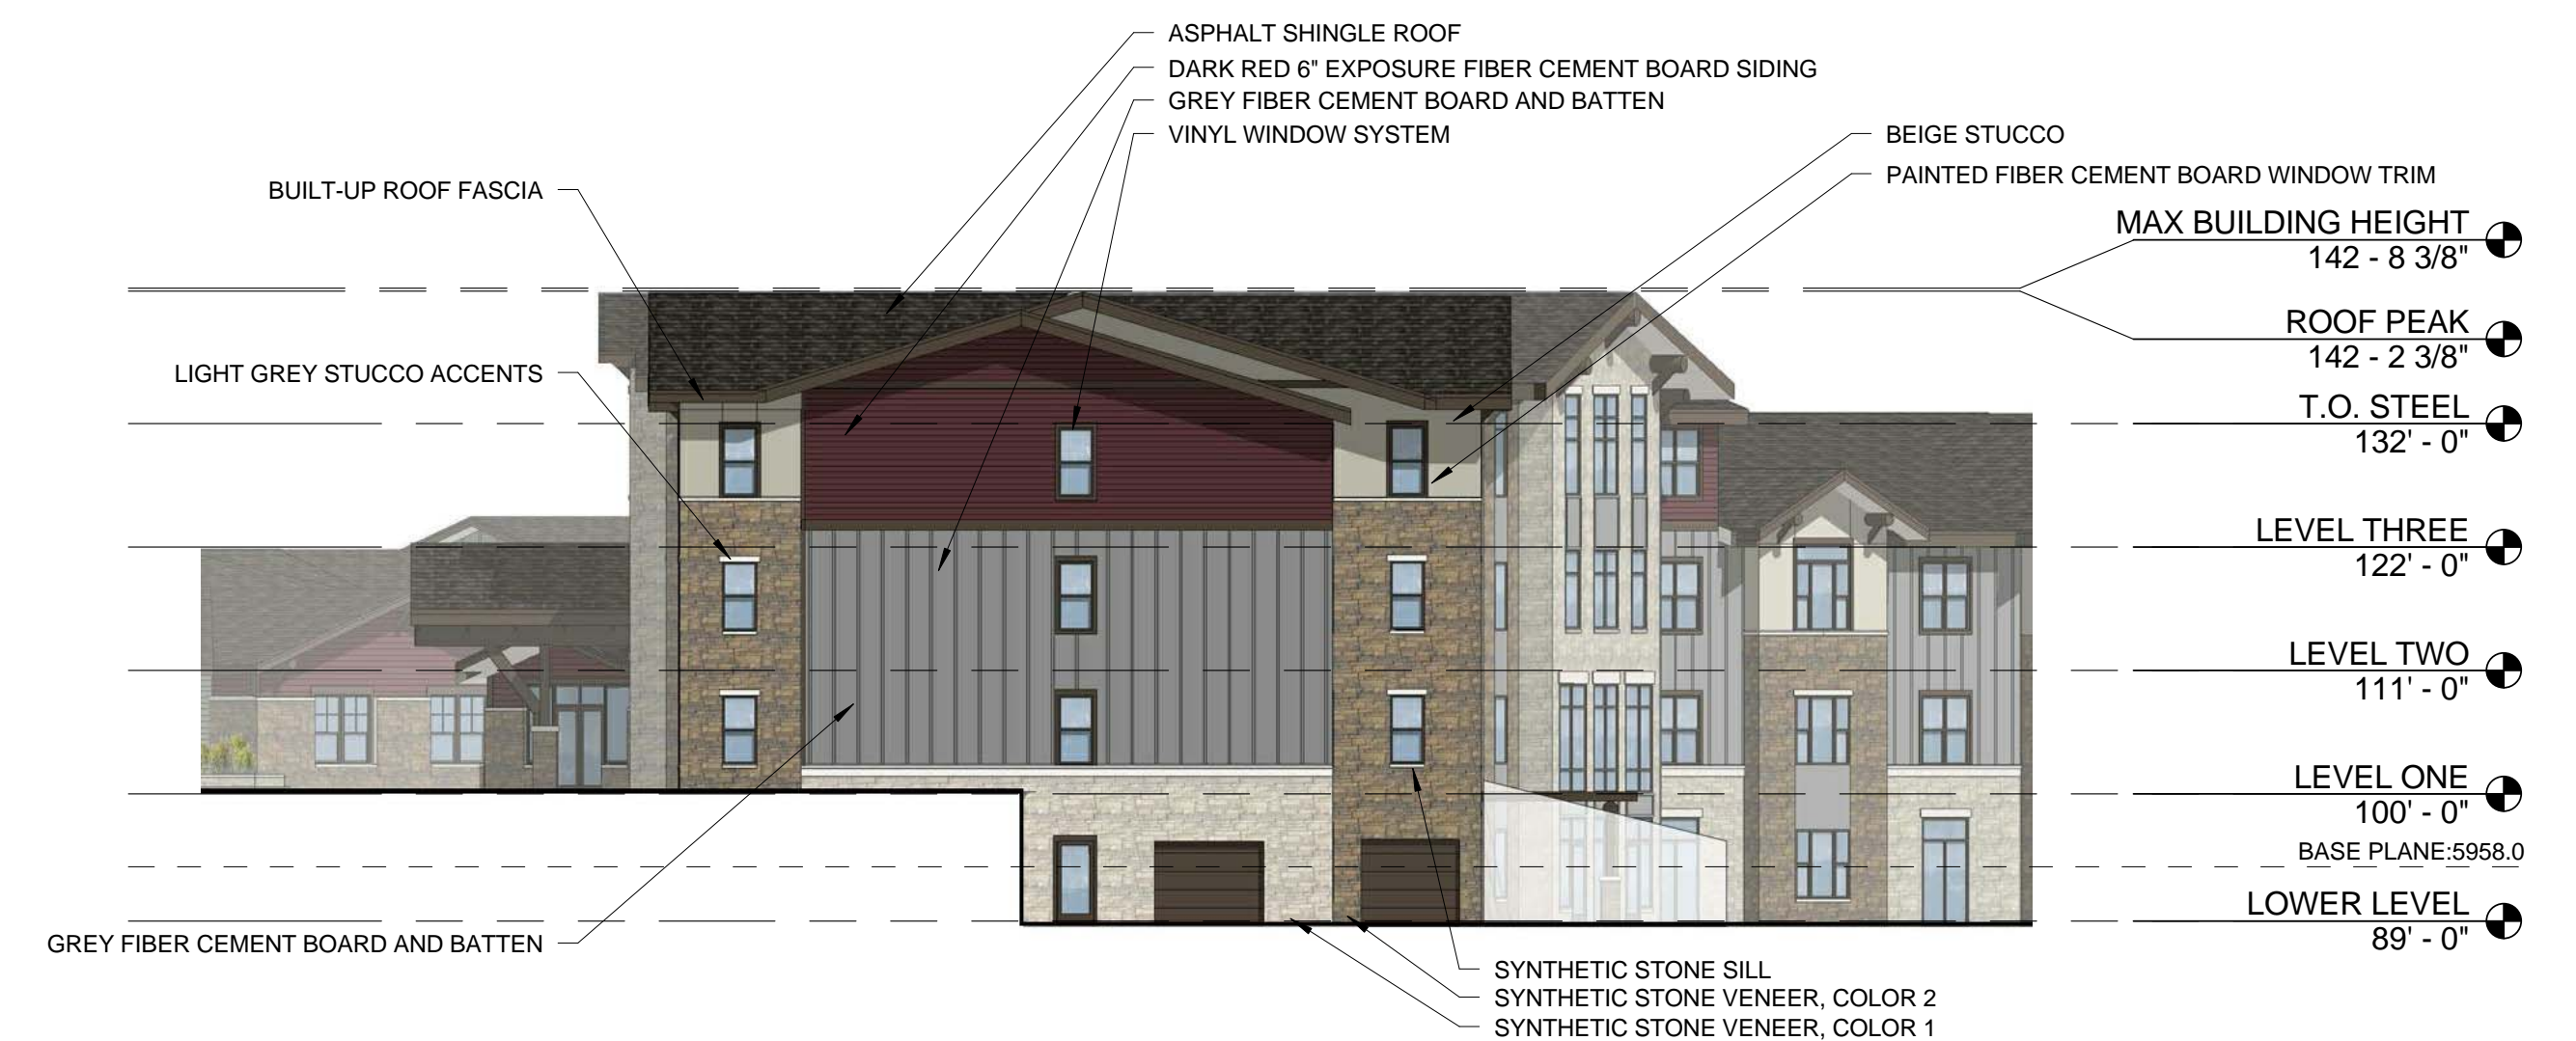 ASPHALT SHINGLE ROOF
DARK RED 6" EXPOSURE FIBER CEMENT BOARD SIDING
GREY FIBER CEMENT BOARD AND BATTEN
VINYL WINDOW SYSTEM
BEIGE STUCCO
PAINTED FIBER CEMENT BOARD WINDOW TRIM
BUILT-UP ROOF FASCIA
MAX BUILDING HEIGHT
142 - 8 3/8"
ROOF PEAK
142 - 2 3/8"
LIGHT GREY STUCCO ACCENTS
T.O. STEEL
132' - 0"
LEVEL THREE
122' - 0"
LEVEL TWO
111' - 0"
LEVEL ONE
100' - 0"
BASE PLANE:5958.0
LOWER LEVEL
89' - 0"
GREY FIBER CEMENT BOARD AND BATTEN
SYNTHETIC STONE SILL
SYNTHETIC STONE VENEER, COLOR 2
SYNTHETIC STONE VENEER, COLOR 1